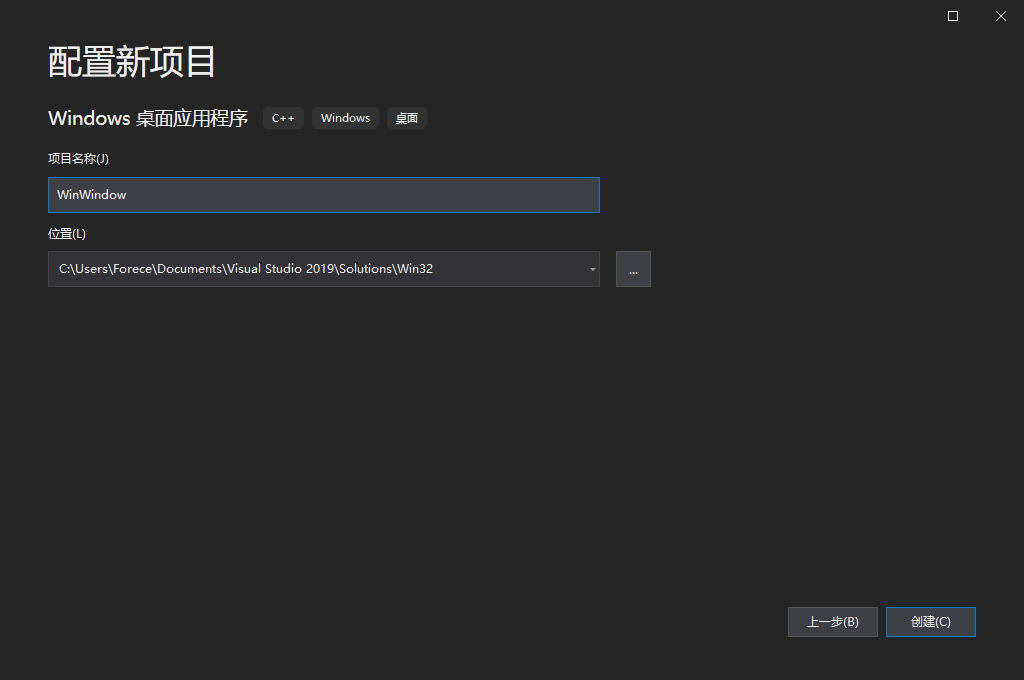 配置新项目
Windows 桌面应用程序 C++ Windows 桌面
项目名称(J)
WinWindow
位置(L)
C:\Users\Forece\Documents\Visual Studio 2019\Solutions\Win32 ...
上一步(B) 创建(C)